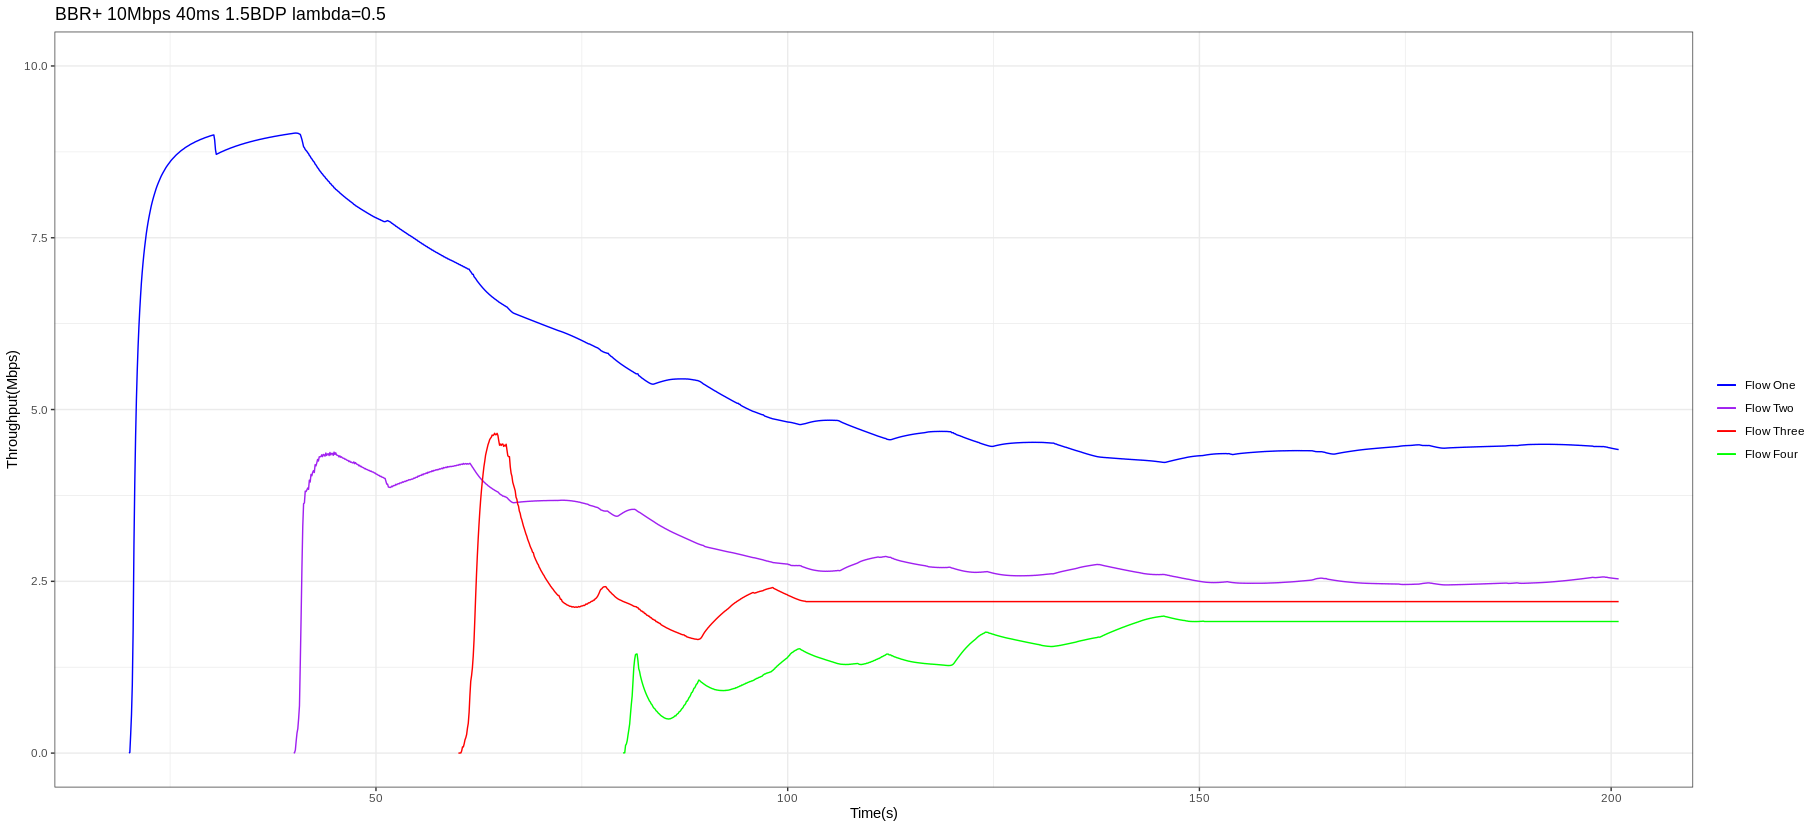 BBR+ 10Mbps 40ms 1.5BDP lambda=0.5
Throughput(Mbps)
10.0
7.5
5.0
2.5
0.0
50
100
150
200
Time(s)
Flow One
Flow Two
Flow Three
Flow Four